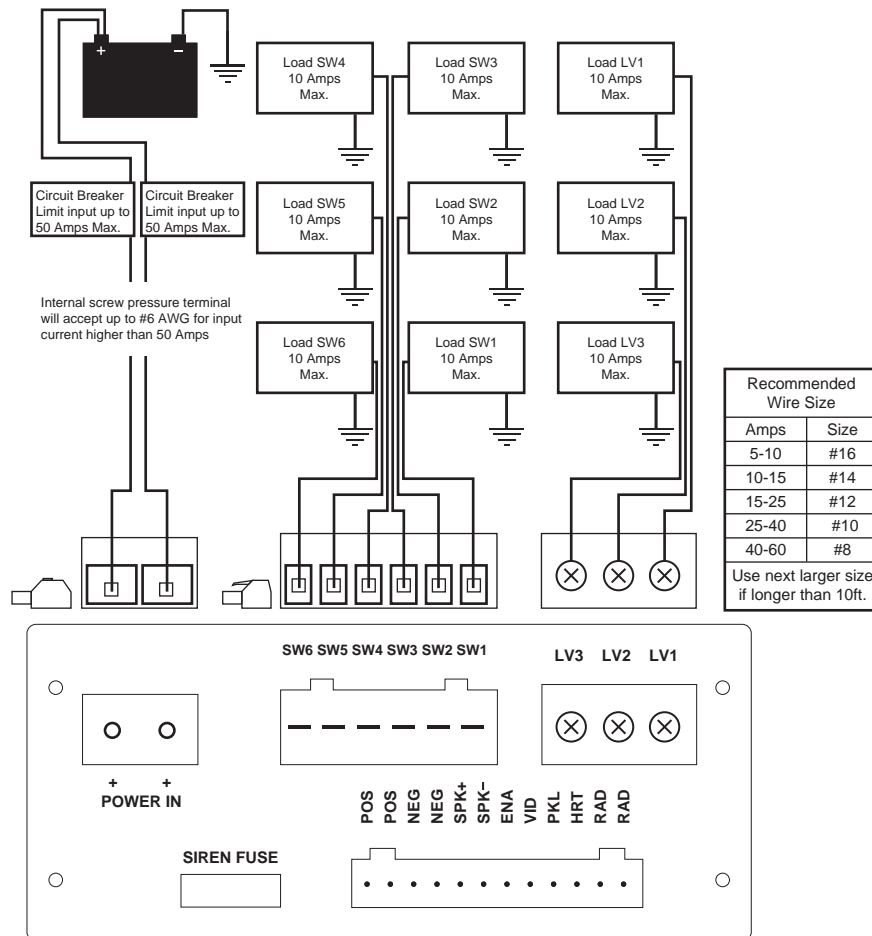 + −
Load SW4
10 Amps
Max.
Load SW3
10 Amps
Max.
Load LV1
10 Amps
Max.
Circuit Breaker
Limit input up to
50 Amps Max.
Circuit Breaker
Limit input up to
50 Amps Max.
Load SW5
10 Amps
Max.
Load SW2
10 Amps
Max.
Load LV2
10 Amps
Max.
Internal screw pressure terminal
will accept up to #6 AWG for input
current higher than 50 Amps
Load SW6
10 Amps
Max.
Load SW1
10 Amps
Max.
Load LV3
10 Amps
Max.
Recommended
Wire Size
Amps Size
5-10 #16
10-15 #14
15-25 #12
25-40 #10
40-60 #8
Use next larger size
if longer than 10ft.
SW6 SW5 SW4 SW3 SW2 SW1
LV3 LV2 LV1
+ +
POWER IN
POS
POS
NEG
NEG
SPK+
SPK−
ENA
VID
PKL
HRT
RAD
RAD
SIREN FUSE